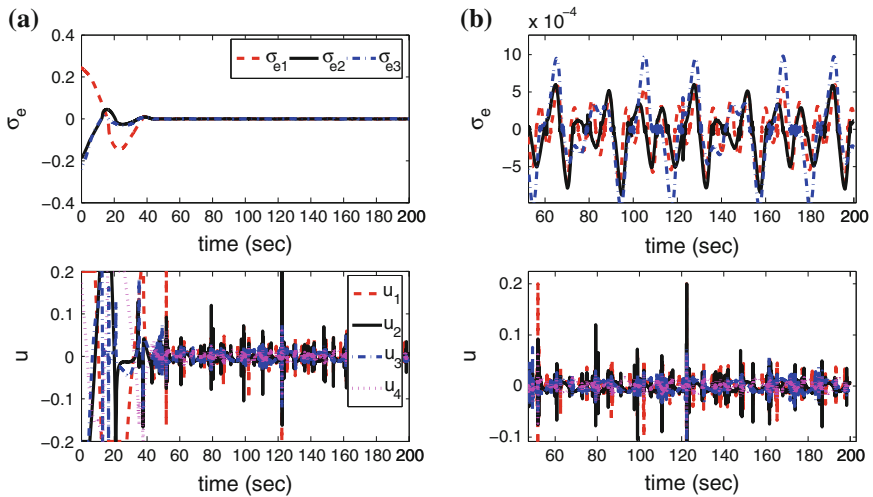 (a)
0.4
0.2
0
−0.2
−0.4
σe
σe1 σe2 σe3
0 20 40 60 80 100 120 140 160 180 200
time (sec)
(b)
x 10−4
10
5
0
−5
σe
60 80 100 120 140 160 180 200
time (sec)
0.2
0.1
0
−0.1
−0.2
u
u1
u2
u3
u4
0 20 40 60 80 100 120 140 160 180 200
time (sec)
0.2
0.1
0
−0.1
u
60 80 100 120 140 160 180 200
time (sec)